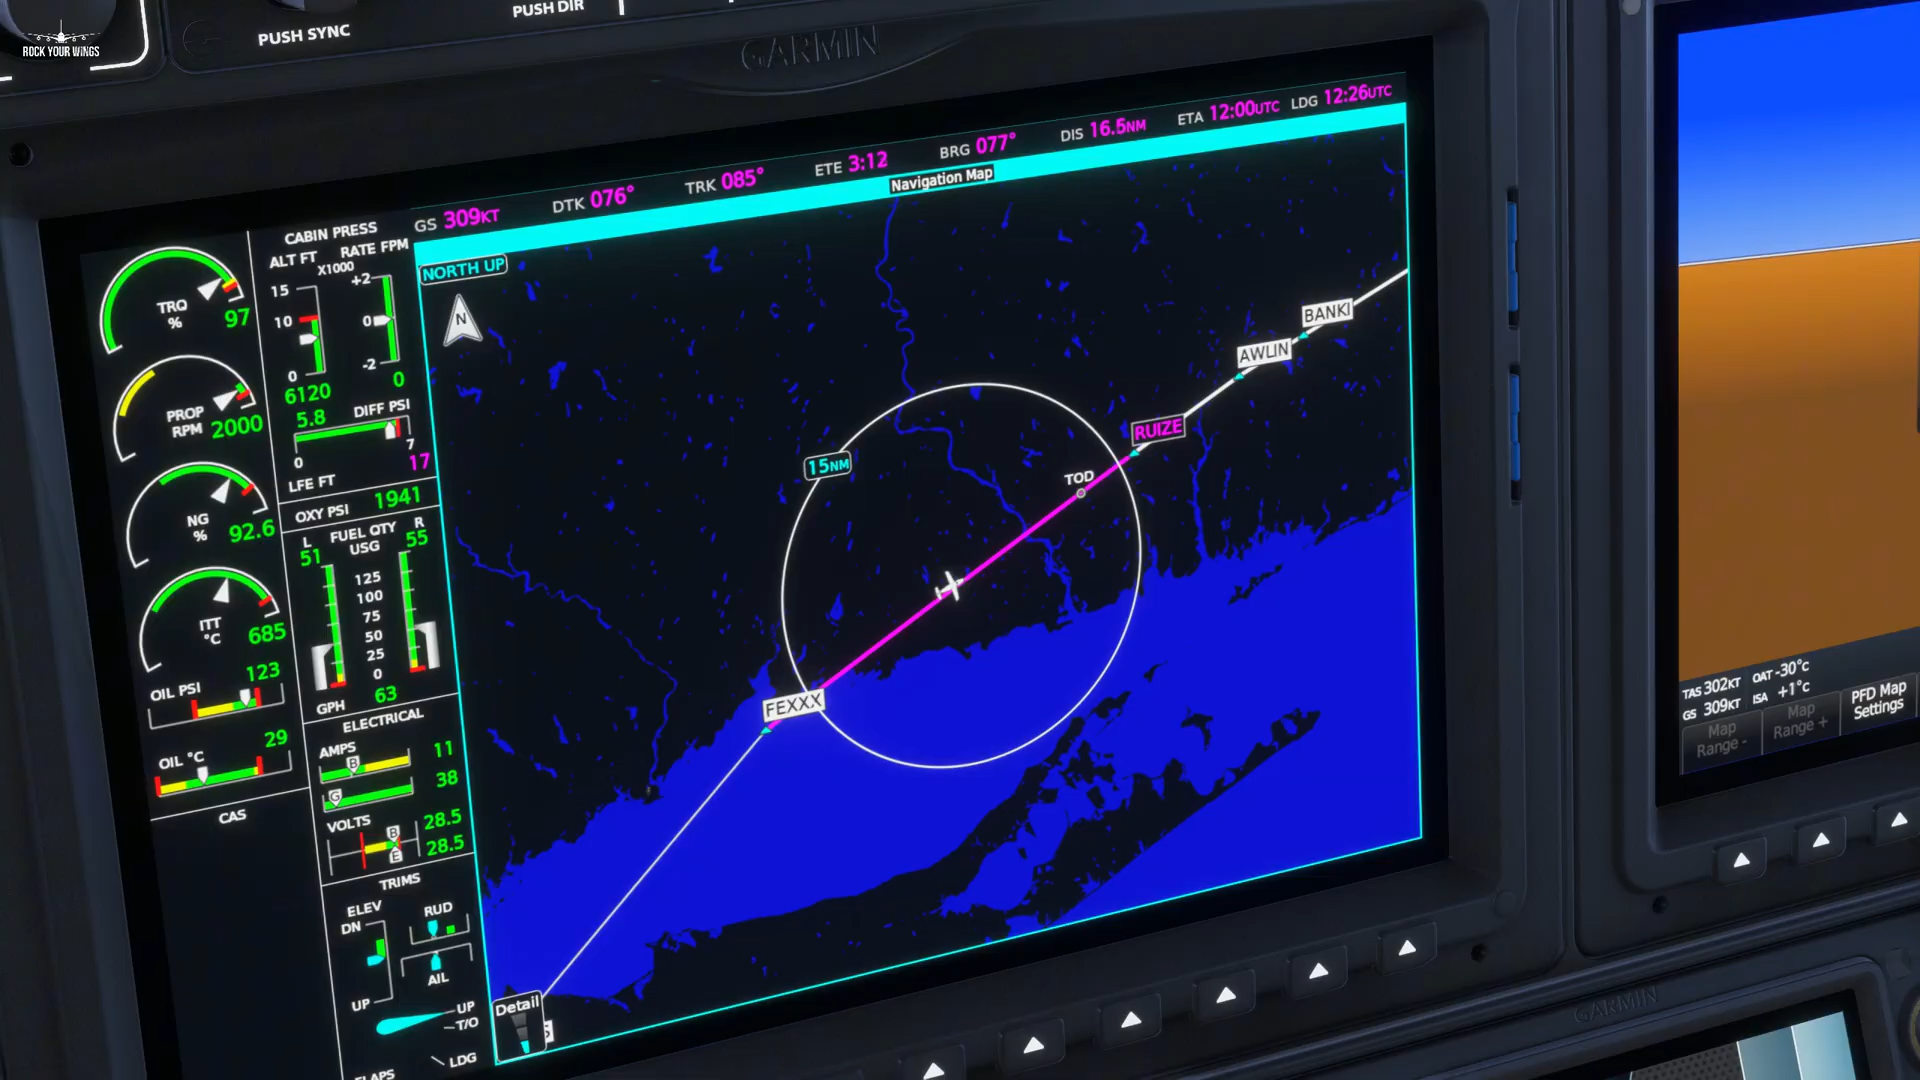 ROCK YOUR WINGS
PUSH SYNC
PUSH DIR
GARMIN
GS 309KT DTK 076° TRK 085° ETE 3:12 BRG 077° DIS 16.5NM ETA 12:00UTC LDG 12:26UTC
Navigation Map
NORTH UP
N
BANKI
AWLIN
RUIZE
TOD
15NM
FEXXX
Detail
TRQ
%
97
PROP
RPM
2000
NG
%
92.6
ITT
°C
685
OIL PSI
123
OIL °C
29
CAS
CABIN PRESS
ALT FT RATE FPM
X1000
15
10
0
+2
0
-2
6120
0
5.8 DIFF PSI
0
7
LFE FT
17
OXY PSI 1941
L FUEL QTY R
51 USG 55
125
100
75
50
25
0
GPH 63
ELECTRICAL
AMPS
11
B
38
G
VOLTS
28.5
B
28.5
E
TRIMS
ELEV
DN
RUD
AIL
UP
UP
T/O
LDG
FLAPS
TAS 302KT OAT -30°C
GS 309KT ISA +1°C
Map
Range -
Map
Range +
PFD Map
Settings
GARMIN